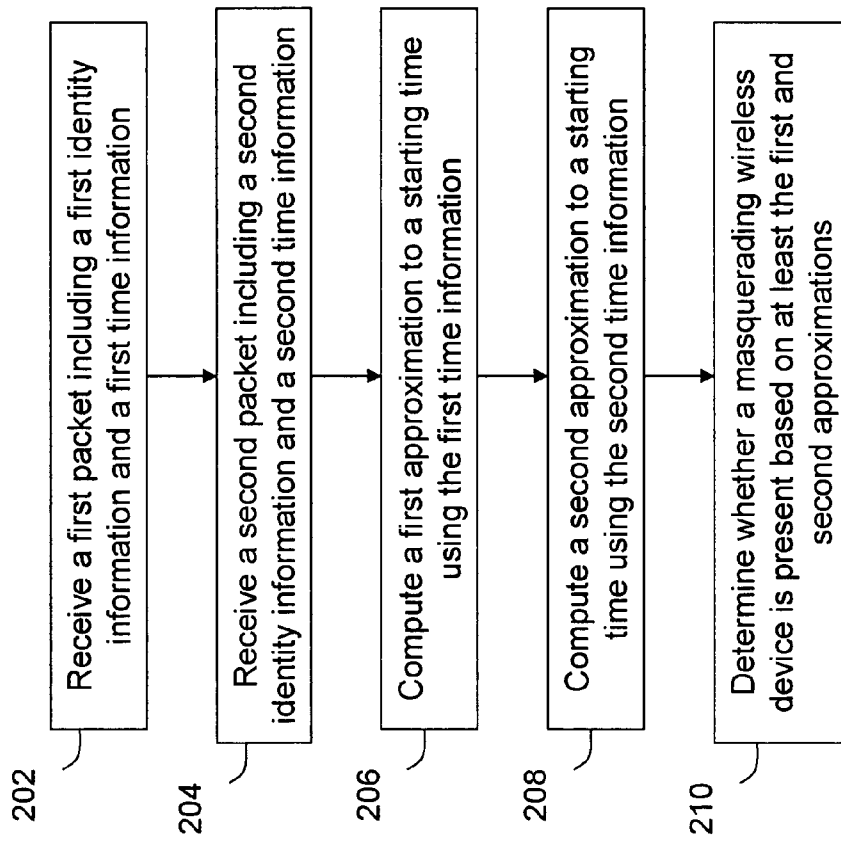 202
Receive a first packet including a first identity
information and a first time information
204
Receive a second packet including a second
identity information and a second time information
206
Compute a first approximation to a starting time
using the first time information
208
Compute a second approximation to a starting
time using the second time information
210
Determine whether a masquerading wireless
device is present based on at least the first and
second approximations